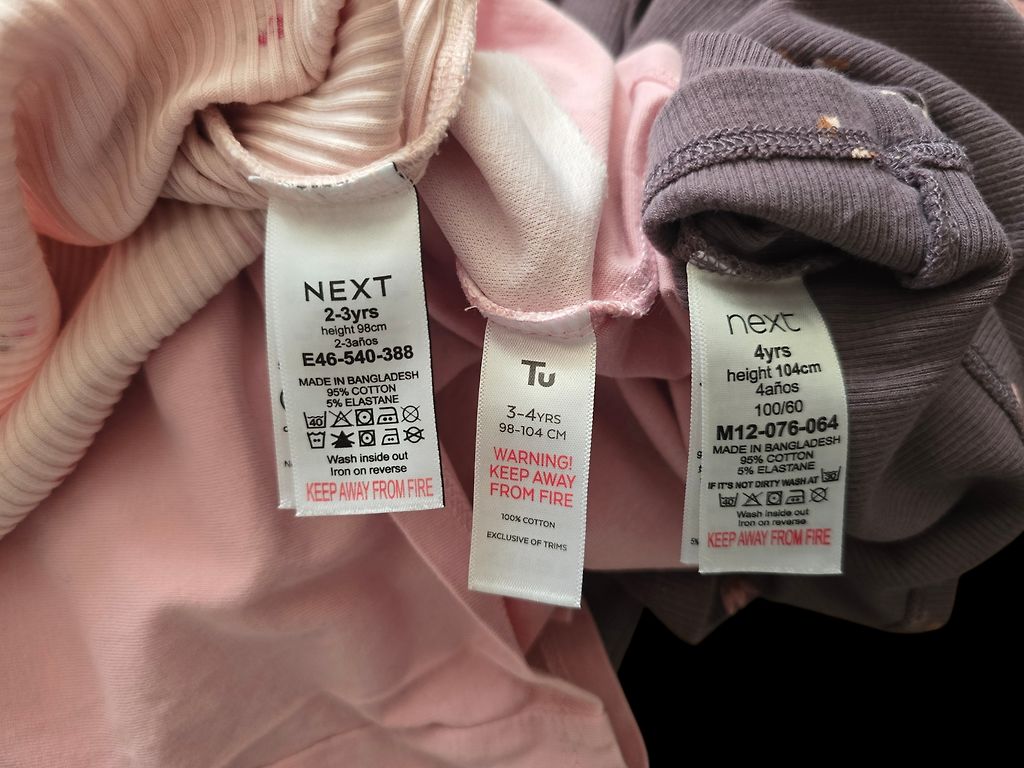 NEXT
2-3yrs
height 98cm
2-3años
E46-540-388
MADE IN BANGLADESH
95% COTTON
5% ELASTANE
40
Wash inside out
Iron on reverse
KEEP AWAY FROM FIRE
Tu
3-4YRS
98-104 CM
WARNING!
KEEP AWAY
FROM FIRE
100% COTTON
EXCLUSIVE OF TRIMS
next
4yrs
height 104cm
4años
100/60
M12-076-064
MADE IN BANGLADESH
95% COTTON
5% ELASTANE
IF IT'S NOT DIRTY WASH AT 30
40
Wash inside out
Iron on reverse
KEEP AWAY FROM FIRE